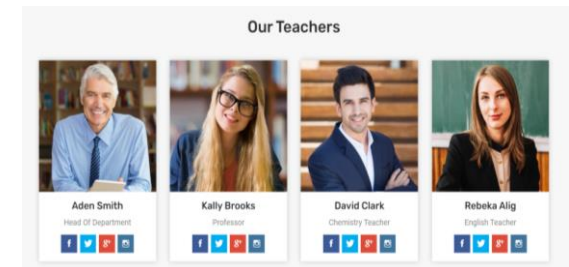 Our Teachers
Aden Smith
Head Of Department
Kally Brooks
Professor
David Clark
Chemistry Teacher
Rebeka Alig
English Teacher